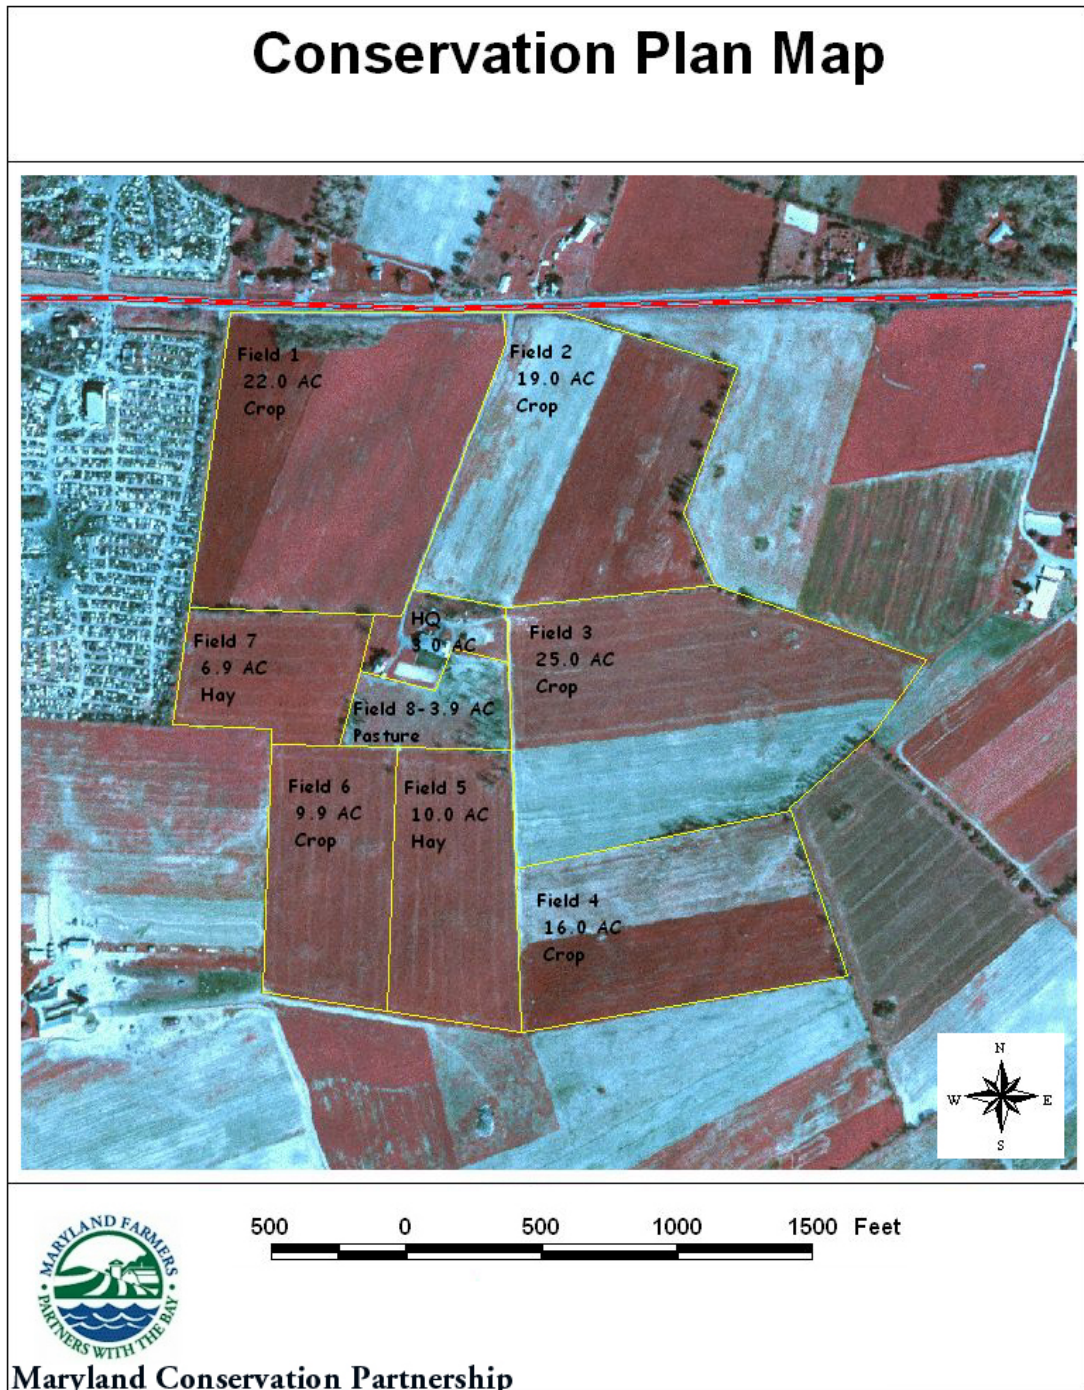 Conservation Plan Map
Field 1
22.0 AC
Crop
Field 2
19.0 AC
Crop
HQ
3.0 AC
Field 3
25.0 AC
Crop
Field 7
6.9 AC
Hay
Field 8-3.9 AC
Pasture
Field 6
9.9 AC
Crop
Field 5
10.0 AC
Hay
Field 4
16.0 AC
Crop
N
W E
S
500 0 500 1000 1500 Feet
MARYLAND FARMERS
• PARTNERS WITH THE BAY •
Maryland Conservation Partnership